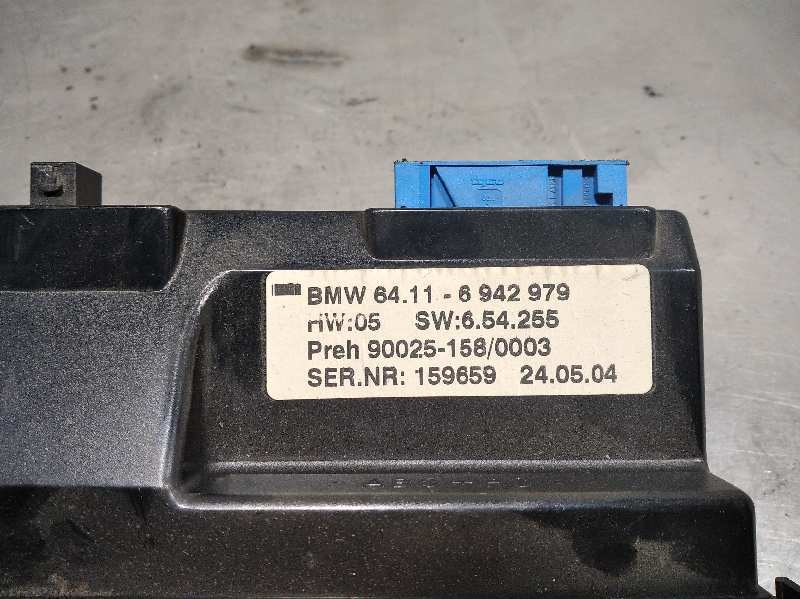 BMW 64.11 - 6 942 979
HW:05 SW:6.54.255
Preh 90025-158/0003
SER.NR: 159659 24.05.04